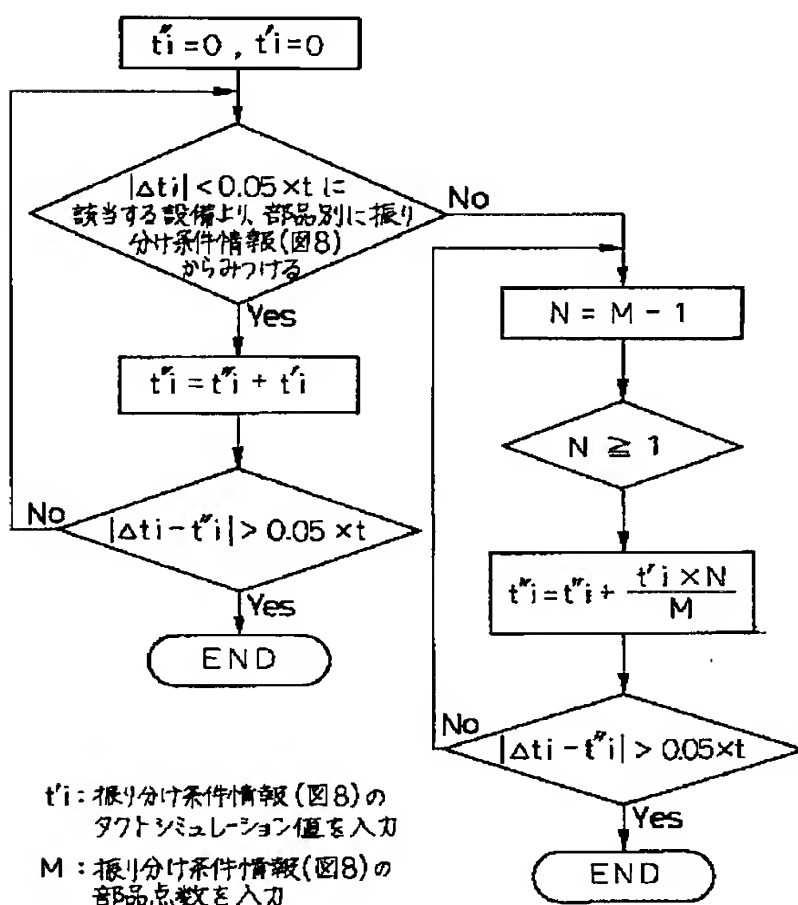 t"i=0 , t'i=0
|Δti|<0.05×t に
該当する設備より、部品別に振り
分け条件情報(図8)
からみつける
No
Yes
t"i = t"i + t'i
No
|Δti-t"i| > 0.05×t
Yes
END
N = M - 1
N ≧ 1
t"i=t"i+ t'i×N
M
No
|Δti-t"i| > 0.05×t
Yes
END
t'i:振り分け条件情報(図8)の
タクトシミュレーション値を入力
M:振り分け条件情報(図8)の
部品点数を入力